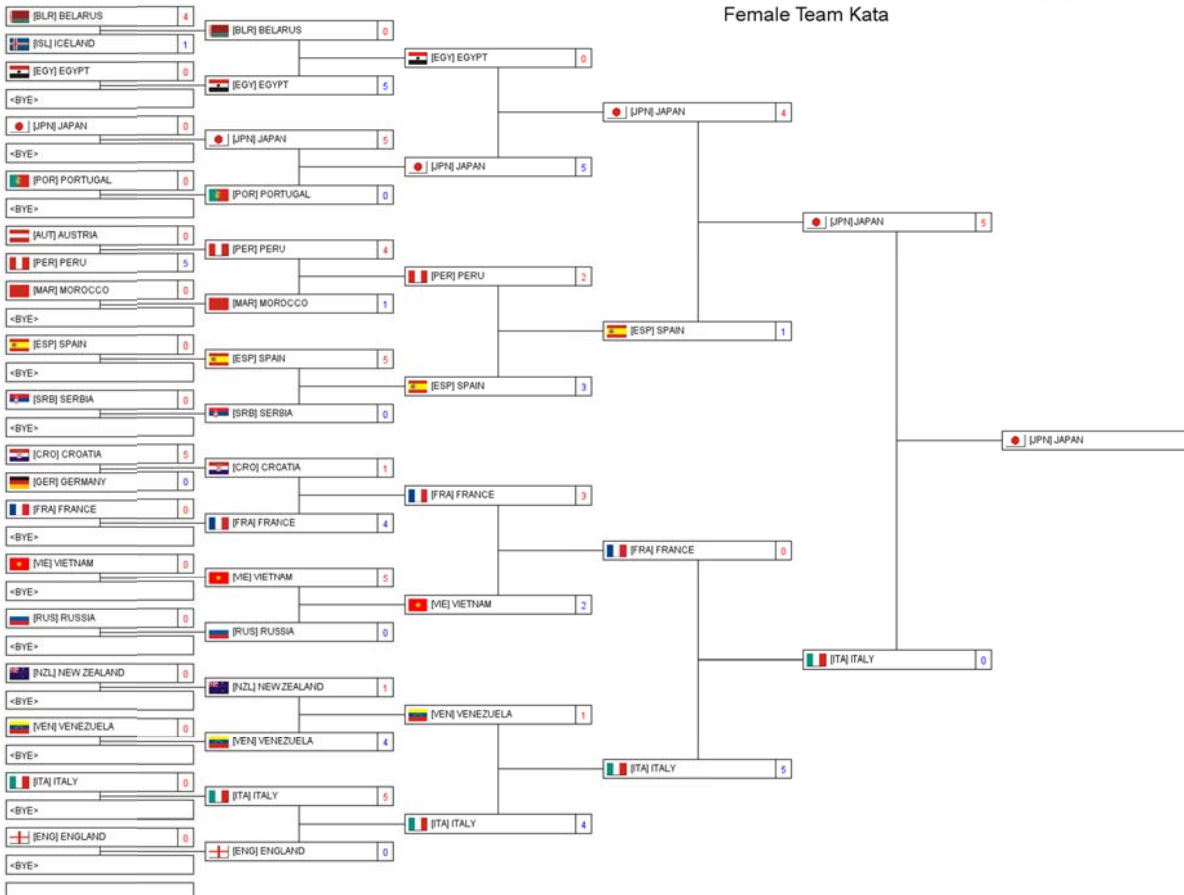 Female Team Kata
[BLR] BELARUS 4
[ISL] ICELAND 1
[EGY] EGYPT 0
<BYE>
[JPN] JAPAN 0
<BYE>
[POR] PORTUGAL 0
<BYE>
[AUT] AUSTRIA 0
[PER] PERU 5
[MAR] MOROCCO 0
<BYE>
[ESP] SPAIN 0
<BYE>
[SRB] SERBIA 0
<BYE>
[CRO] CROATIA 5
[GER] GERMANY 0
[FRA] FRANCE 0
<BYE>
[VIE] VIETNAM 0
<BYE>
[RUS] RUSSIA 0
<BYE>
[NZL] NEW ZEALAND 0
<BYE>
[VEN] VENEZUELA 0
<BYE>
[ITA] ITALY 0
<BYE>
[ENG] ENGLAND 0
<BYE>
[BLR] BELARUS 0
[EGY] EGYPT 5
[JPN] JAPAN 5
[POR] PORTUGAL 0
[PER] PERU 4
[MAR] MOROCCO 1
[ESP] SPAIN 5
[SRB] SERBIA 0
[CRO] CROATIA 1
[FRA] FRANCE 4
[VIE] VIETNAM 5
[RUS] RUSSIA 0
[NZL] NEW ZEALAND 1
[VEN] VENEZUELA 4
[ITA] ITALY 5
[ENG] ENGLAND 0
[EGY] EGYPT 0
[JPN] JAPAN 5
[PER] PERU 2
[ESP] SPAIN 3
[FRA] FRANCE 3
[VIE] VIETNAM 2
[VEN] VENEZUELA 1
[ITA] ITALY 4
[JPN] JAPAN 4
[ESP] SPAIN 1
[FRA] FRANCE 0
[ITA] ITALY 5
[JPN] JAPAN 5
[ITA] ITALY 0
[JPN] JAPAN